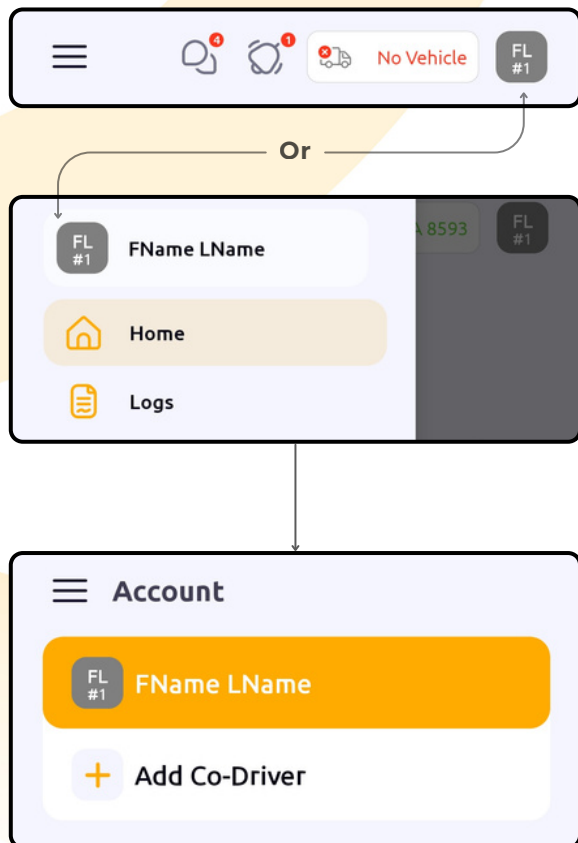 4
1
No Vehicle
FL
#1
Or
FL
#1
FName LName
A 8593
FL
#1
Home
Logs
Account
FL
#1
FName LName
Add Co-Driver